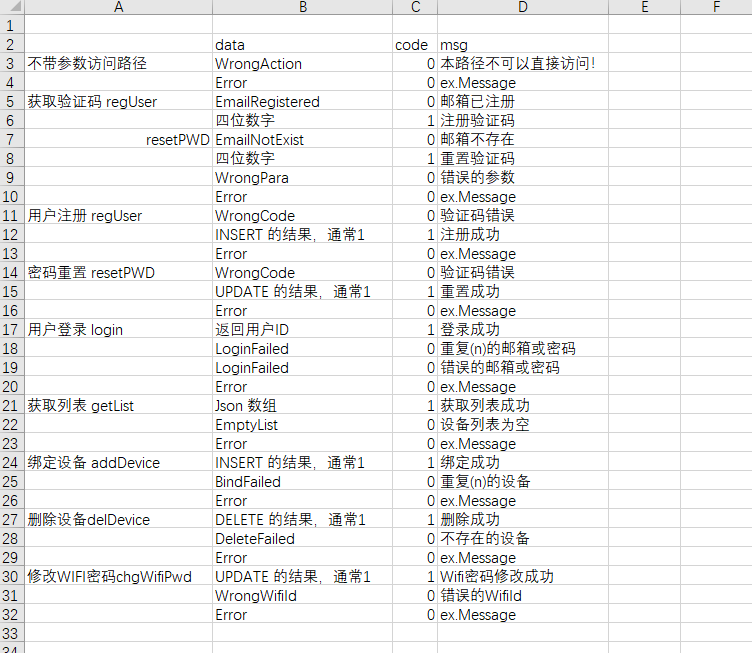 A B C D E F
1
2 data code msg
3 不带参数访问路径 WrongAction 0 本路径不可以直接访问!
4 Error 0 ex.Message
5 获取验证码 regUser EmailRegistered 0 邮箱已注册
6 四位数字 1 注册验证码
7 resetPWD EmailNotExist 0 邮箱不存在
8 四位数字 1 重置验证码
9 WrongPara 0 错误的参数
10 Error 0 ex.Message
11 用户注册 regUser WrongCode 0 验证码错误
12 INSERT 的结果，通常1 1 注册成功
13 Error 0 ex.Message
14 密码重置 resetPWD WrongCode 0 验证码错误
15 UPDATE 的结果，通常1 1 重置成功
16 Error 0 ex.Message
17 用户登录 login 返回用户ID 1 登录成功
18 LoginFailed 0 重复(n)的邮箱或密码
19 LoginFailed 0 错误的邮箱或密码
20 Error 0 ex.Message
21 获取列表 getList Json 数组 1 获取列表成功
22 EmptyList 0 设备列表为空
23 Error 0 ex.Message
24 绑定设备 addDevice INSERT 的结果，通常1 1 绑定成功
25 BindFailed 0 重复(n)的设备
26 Error 0 ex.Message
27 删除设备delDevice DELETE 的结果，通常1 1 删除成功
28 DeleteFailed 0 不存在的设备
29 Error 0 ex.Message
30 修改WIFI密码chgWifiPwd UPDATE 的结果，通常1 1 Wifi密码修改成功
31 WrongWifiId 0 错误的WifiId
32 Error 0 ex.Message
33
34